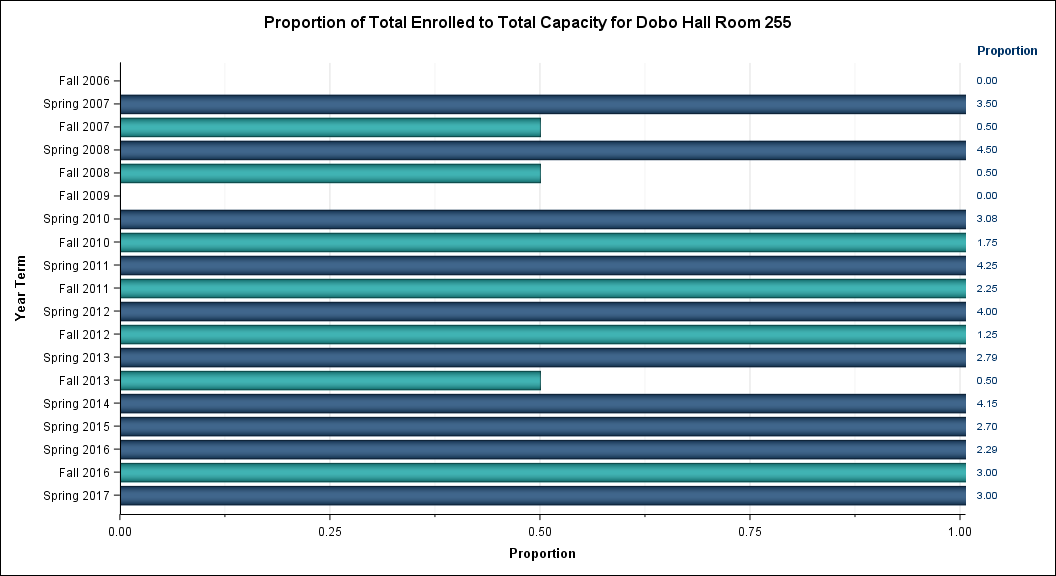 Proportion of Total Enrolled to Total Capacity for Dobo Hall Room 255
Proportion
Fall 2006 0.00
Spring 2007 3.50
Fall 2007 0.50
Spring 2008 4.50
Fall 2008 0.50
Fall 2009 0.00
Spring 2010 3.08
Fall 2010 1.75
Spring 2011 4.25
Fall 2011 2.25
Spring 2012 4.00
Fall 2012 1.25
Spring 2013 2.79
Fall 2013 0.50
Spring 2014 4.15
Spring 2015 2.70
Spring 2016 2.29
Fall 2016 3.00
Spring 2017 3.00
Year Term
0.00 0.25 0.50 0.75 1.00
Proportion